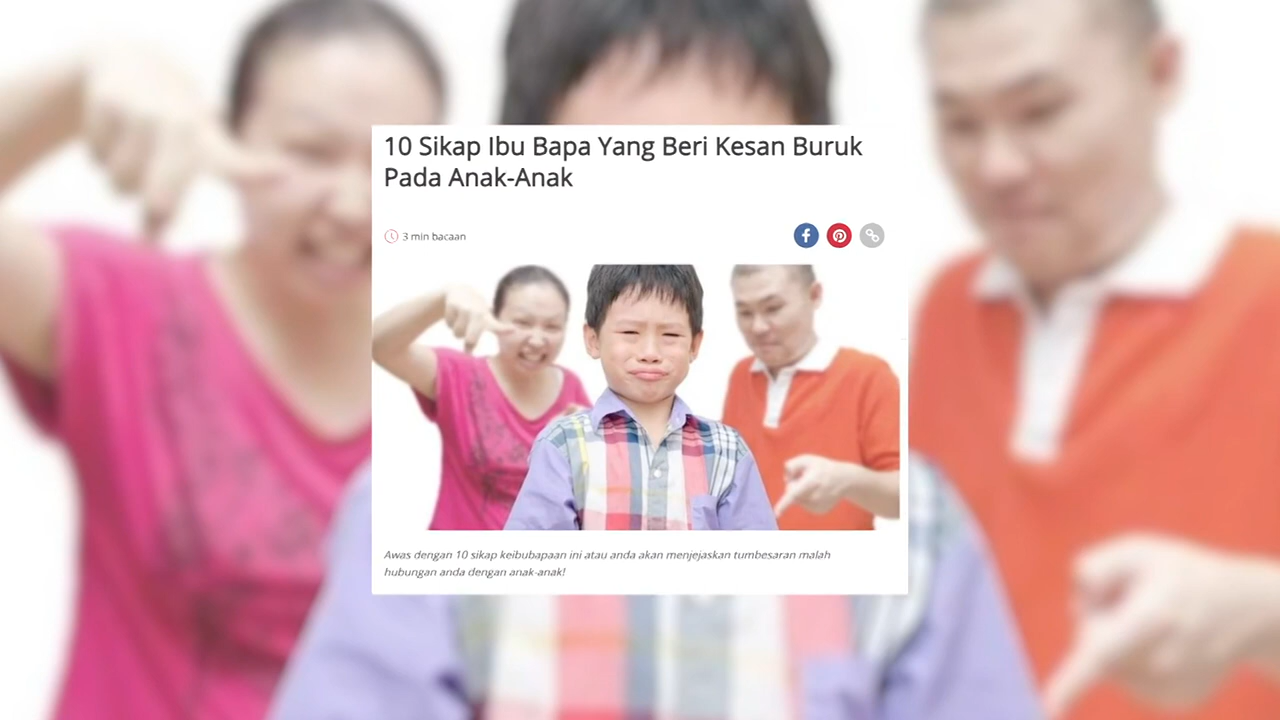 10 Sikap Ibu Bapa Yang Beri Kesan Buruk
Pada Anak-Anak
3 min bacaan
Awas dengan 10 sikap keibubapaan ini atau anda akan menjejaskan tumbesaran malah
hubungan anda dengan anak-anak!